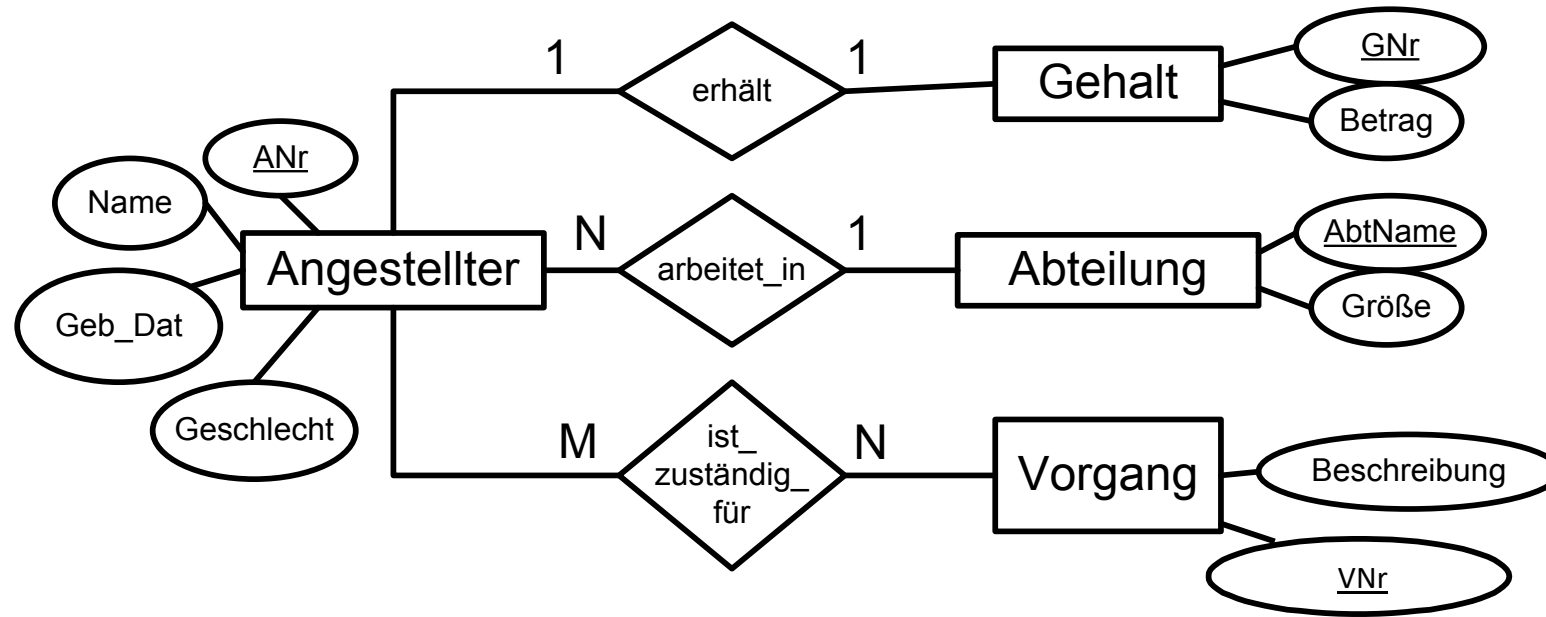 1
erhält
1
Gehalt
GNr
Betrag
ANr
Name
Angestellter
Geb_Dat
Geschlecht
N
arbeitet_in
1
Abteilung
AbtName
Größe
M
ist_
zuständig_
für
N
Vorgang
Beschreibung
VNr